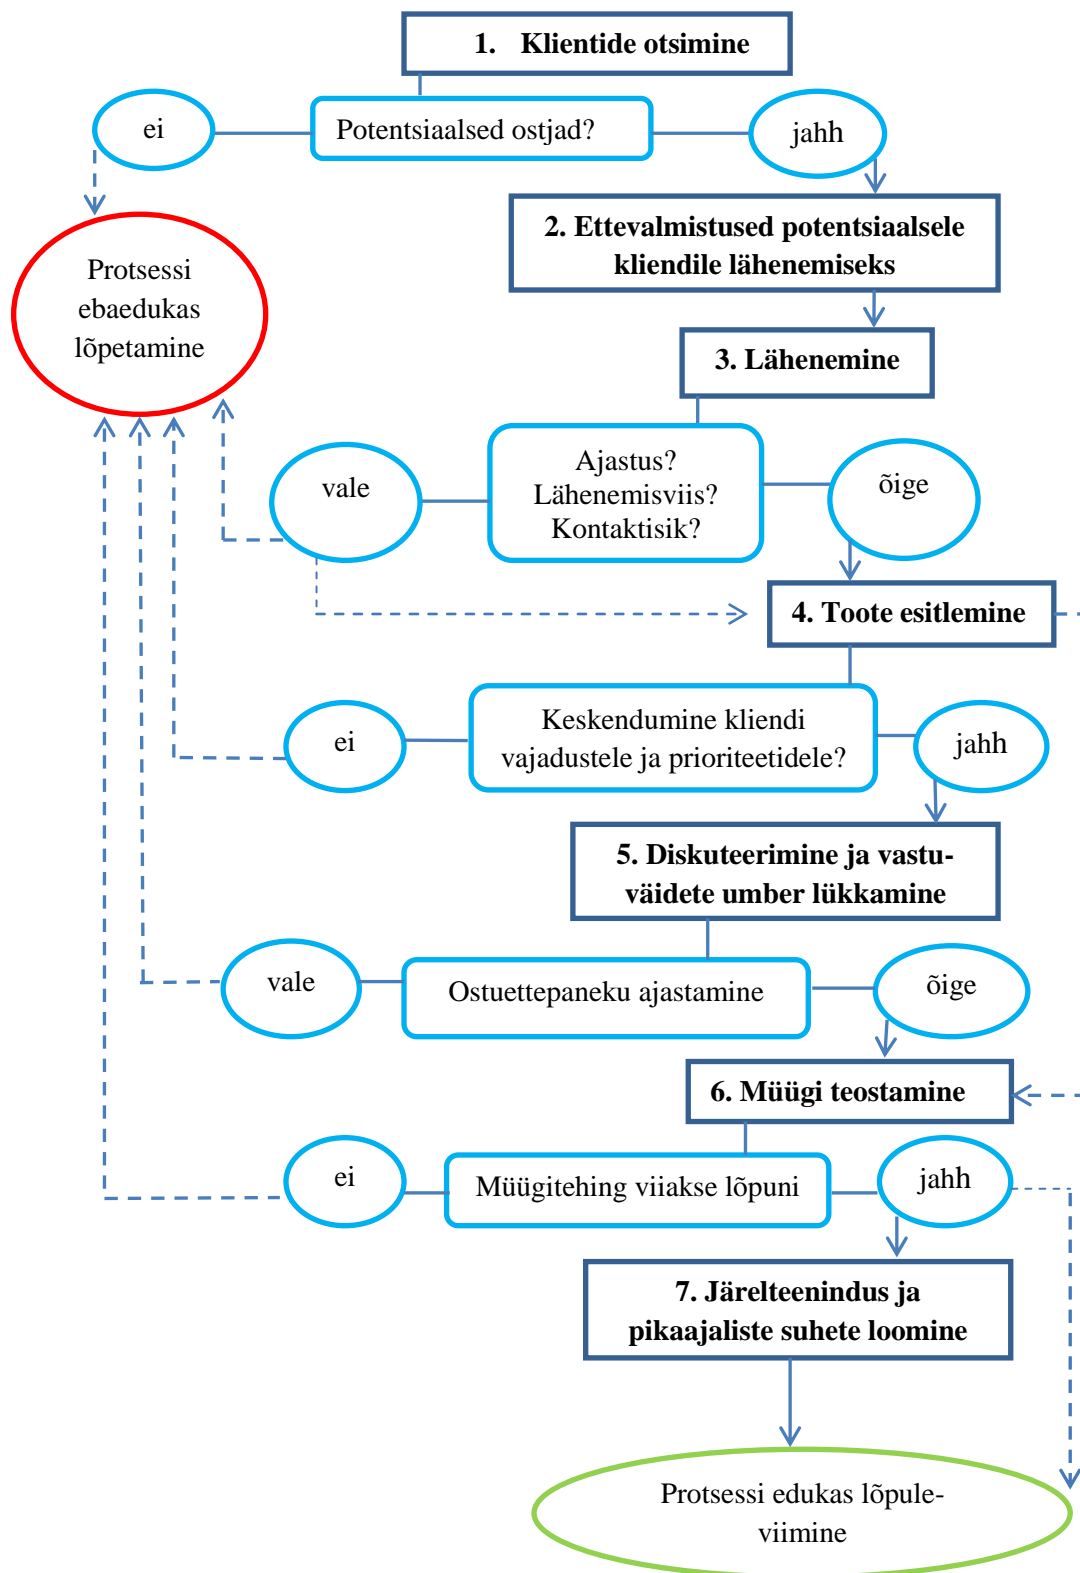 1. Klientide otsimine
ei
Potentsiaalsed ostjad?
jahh
2. Ettevalmistused potentsiaalsele
kliendile lähenemiseks
Protsessi
ebaedukas
lõpetamine
3. Lähenemine
vale
Ajastus?
Lähenemisviis?
Kontaktisik?
õige
4. Toote esitlemine
ei
Keskendumine kliendi
vajadustele ja prioriteetidele?
jahh
5. Diskuteerimine ja vastu-
väidete umber lükkamine
vale
Ostuettepaneku ajastamine
õige
6. Müügi teostamine
ei
Müügitehing viiakse lõpuni
jahh
7. Järelteenindus ja
pikaajaliste suhete loomine
Protsessi edukas lõpule-
viimine